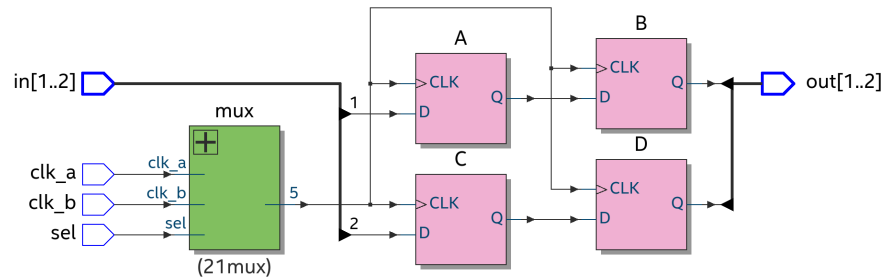 B
A
in[1..2]
CLK
Q
out[1..2]
CLK
D
Q
D
1
mux
C
D
clk_a
clk_a
clk_b
clk_b
5
CLK
Q
CLK
D
Q
D
sel
sel
2
(21mux)